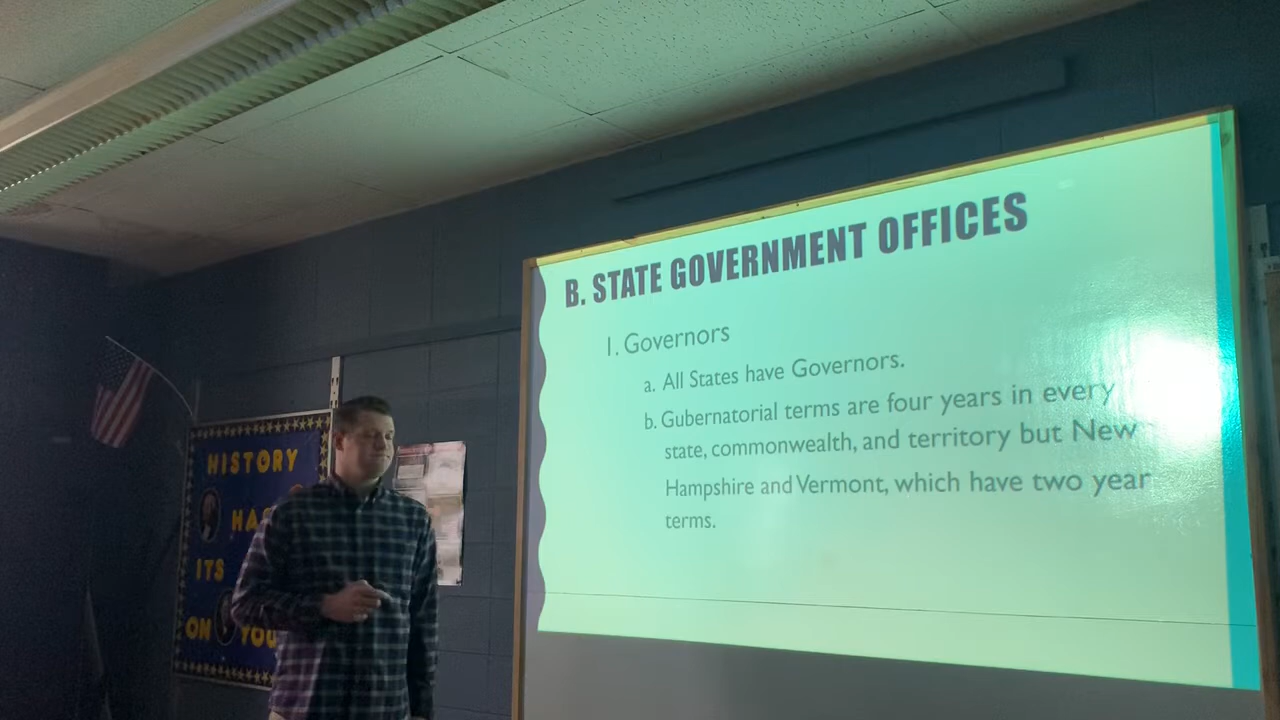 B. STATE GOVERNMENT OFFICES
1. Governors
a. All States have Governors.
b. Gubernatorial terms are four years in every
state, commonwealth, and territory but New
Hampshire and Vermont, which have two year
terms.
HISTORY
ITS
ON YOU